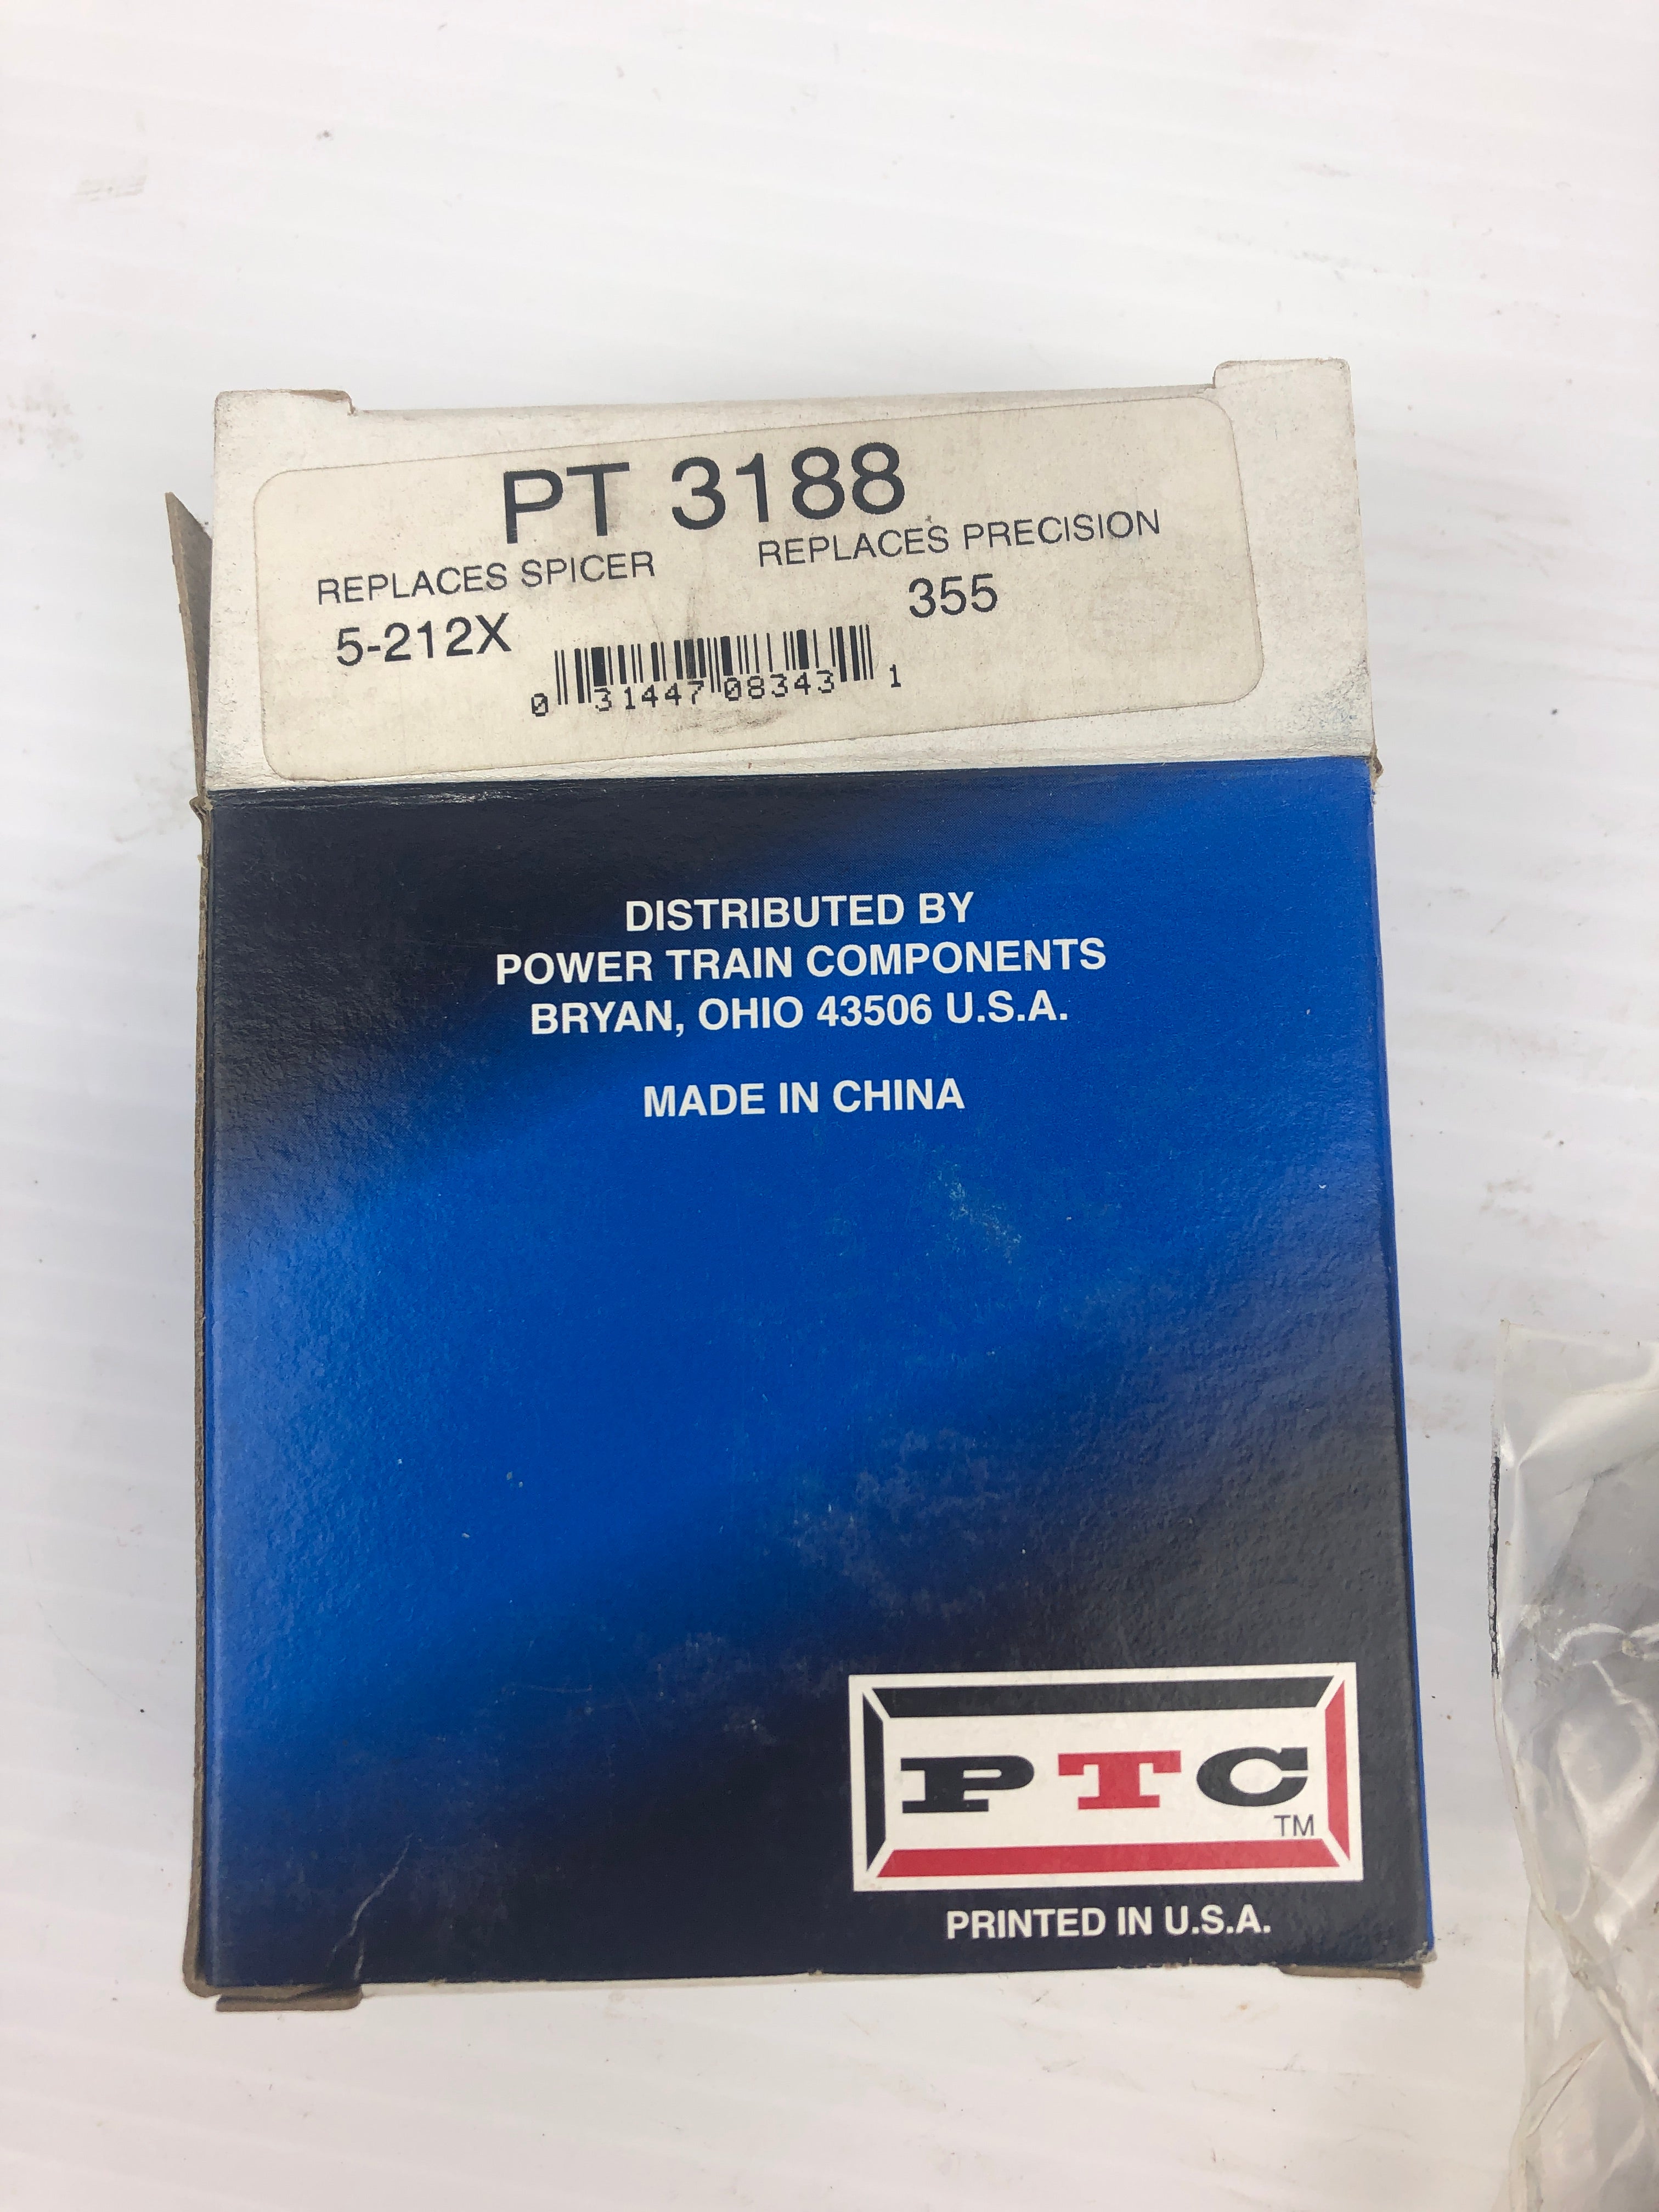 PT 3188
REPLACES SPICER REPLACES PRECISION
5-212X 355
0 31447 08343 1
DISTRIBUTED BY
POWER TRAIN COMPONENTS
BRYAN, OHIO 43506 U.S.A.
MADE IN CHINA
PTC
TM
PRINTED IN U.S.A.